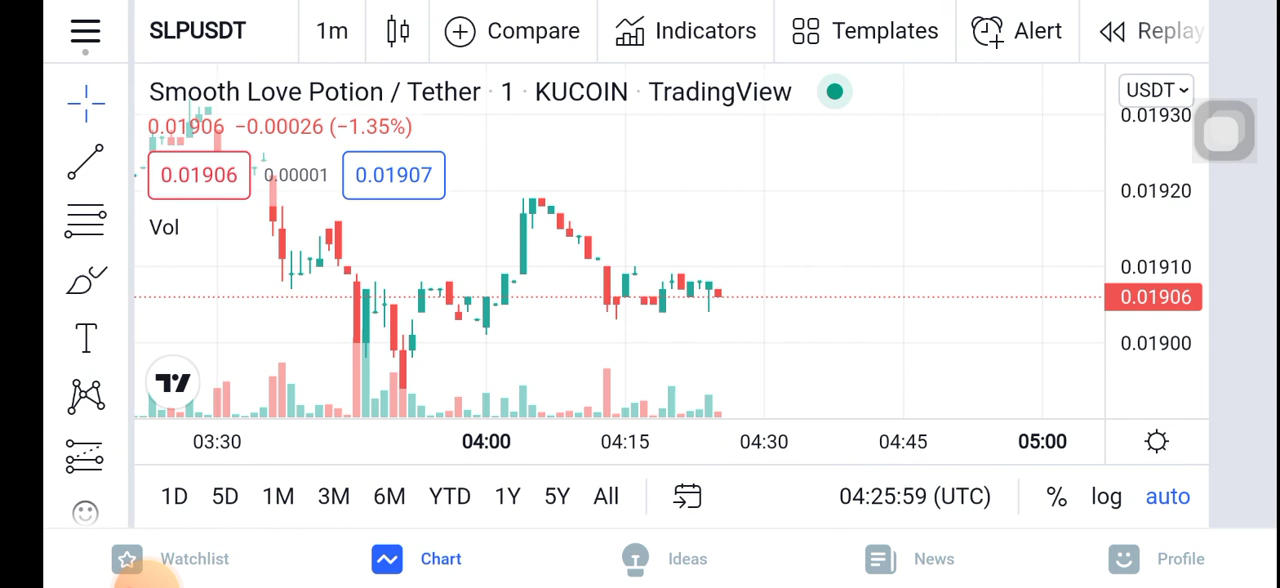 SLPUSDT 1m Compare Indicators Templates Alert Replay
Smooth Love Potion / Tether · 1 · KUCOIN · TradingView
USDT
0.01906 −0.00026 (−1.35%)
0.01906 0.00001 0.01907
Vol
0.01930
0.01920
0.01910
0.01906
0.01900
03:30 04:00 04:15 04:30 04:45 05:00
1D 5D 1M 3M 6M YTD 1Y 5Y All 04:25:59 (UTC) % log auto
Watchlist Chart Ideas News Profile